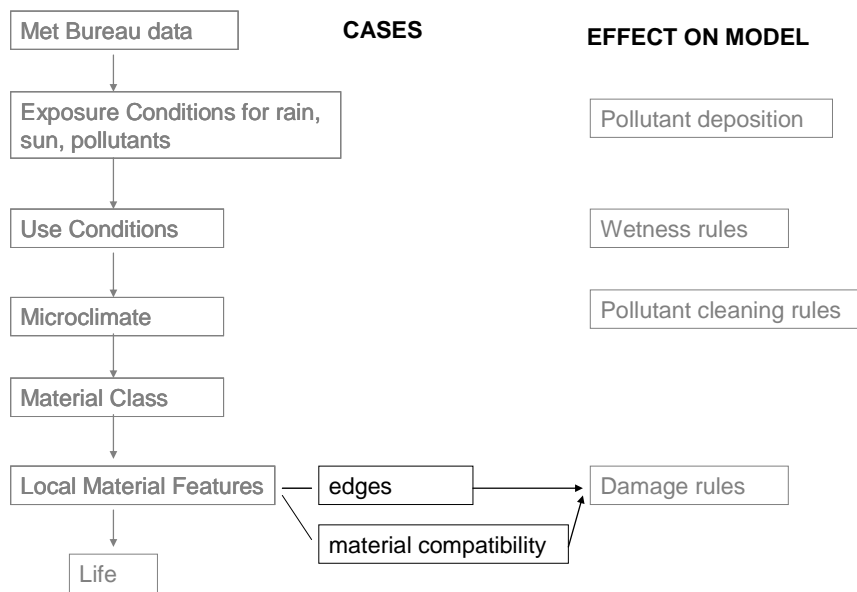 Met Bureau data
CASES
EFFECT ON MODEL
Exposure Conditions for rain,
sun, pollutants
Pollutant deposition
Use Conditions
Wetness rules
Microclimate
Pollutant cleaning rules
Material Class
Local Material Features
edges
Damage rules
material compatibility
Life